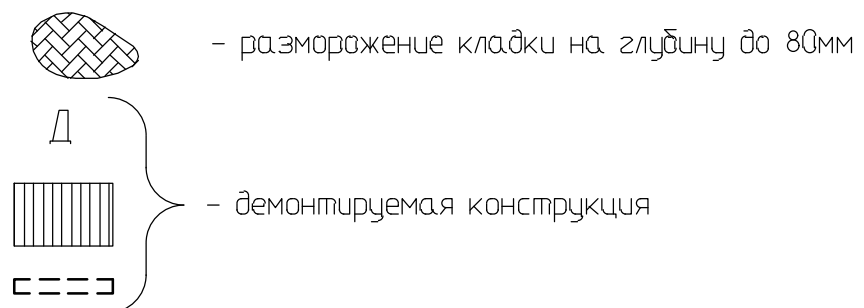 - разморожение кладки на глубину до 80мм
- демонтируемая конструкция